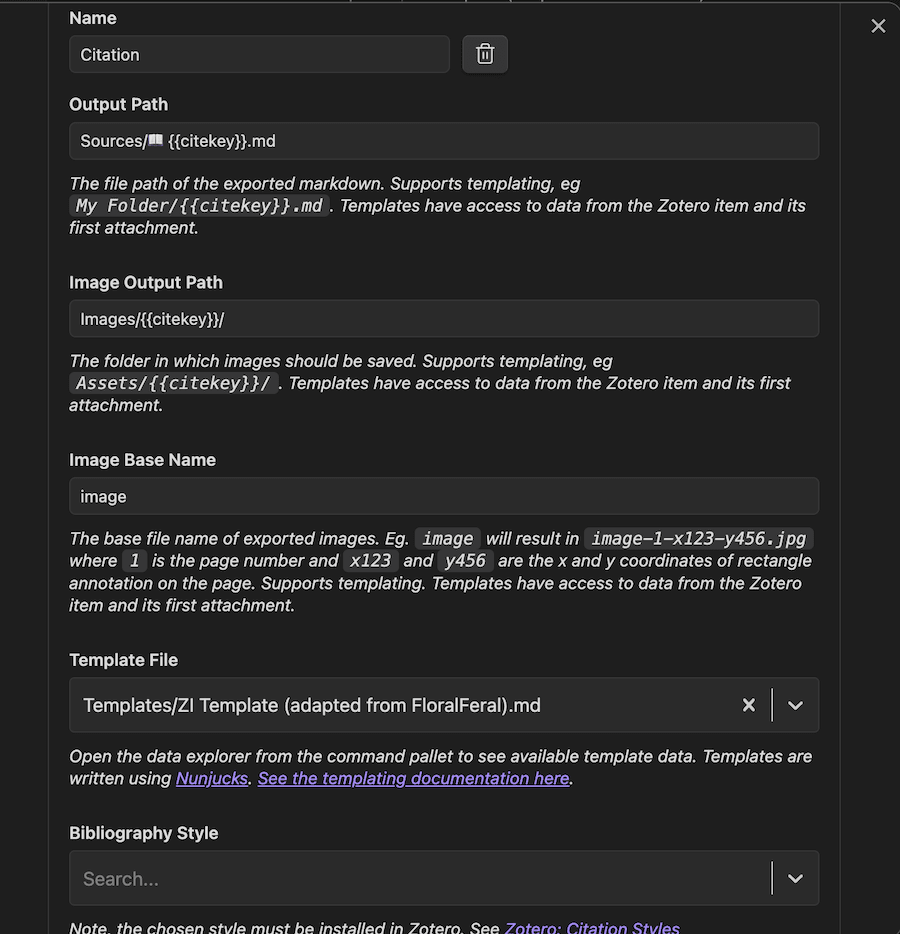 Name
Citation
Output Path
Sources/📖 {{citekey}}.md
The file path of the exported markdown. Supports templating, eg
My Folder/{{citekey}}.md . Templates have access to data from the Zotero item and its
first attachment.
Image Output Path
Images/{{citekey}}/
The folder in which images should be saved. Supports templating, eg
Assets/{{citekey}}/ . Templates have access to data from the Zotero item and its first
attachment.
Image Base Name
image
The base file name of exported images. Eg. image will result in image-1-x123-y456.jpg
where 1 is the page number and x123 and y456 are the x and y coordinates of rectangle
annotation on the page. Supports templating. Templates have access to data from the Zotero
item and its first attachment.
Template File
Templates/ZI Template (adapted from FloralFeral).md
Open the data explorer from the command pallet to see available template data. Templates are
written using Nunjucks. See the templating documentation here.
Bibliography Style
Search...
Note, the chosen style must be installed in Zotero. See Zotero: Citation Styles